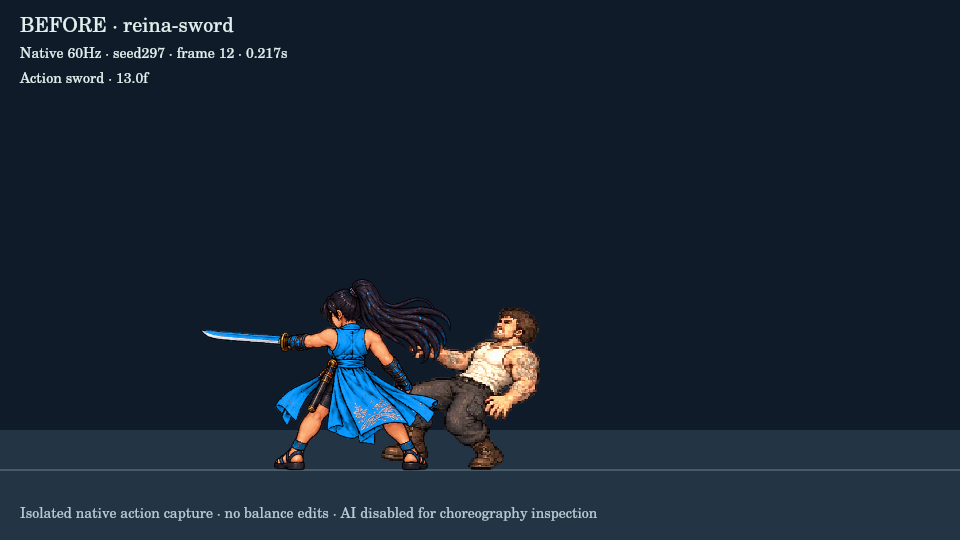 BEFORE · reina-sword
Native 60Hz · seed297 · frame 12 · 0.217s
Action sword · 13.0f
Isolated native action capture · no balance edits · AI disabled for choreography inspection